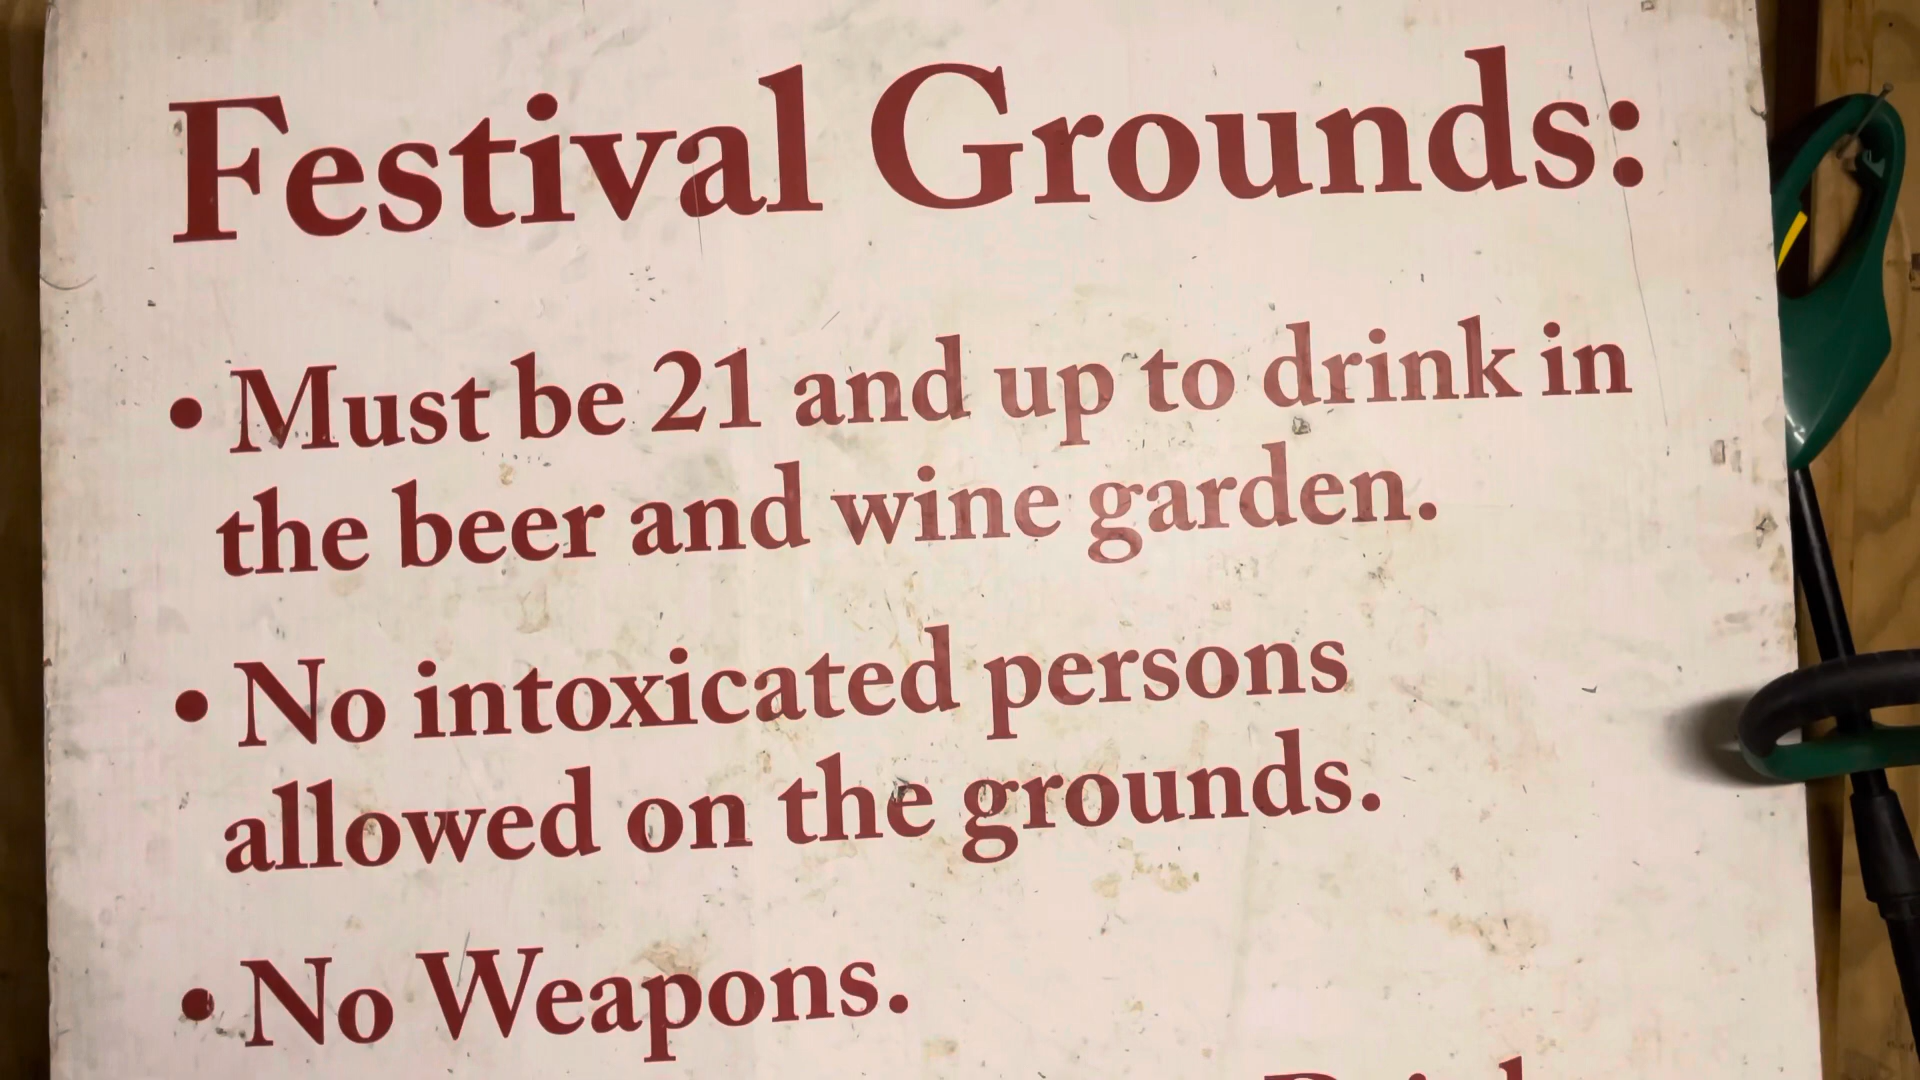 Festival Grounds:
• Must be 21 and up to drink in
the beer and wine garden.
• No intoxicated persons
allowed on the grounds.
• No Weapons.